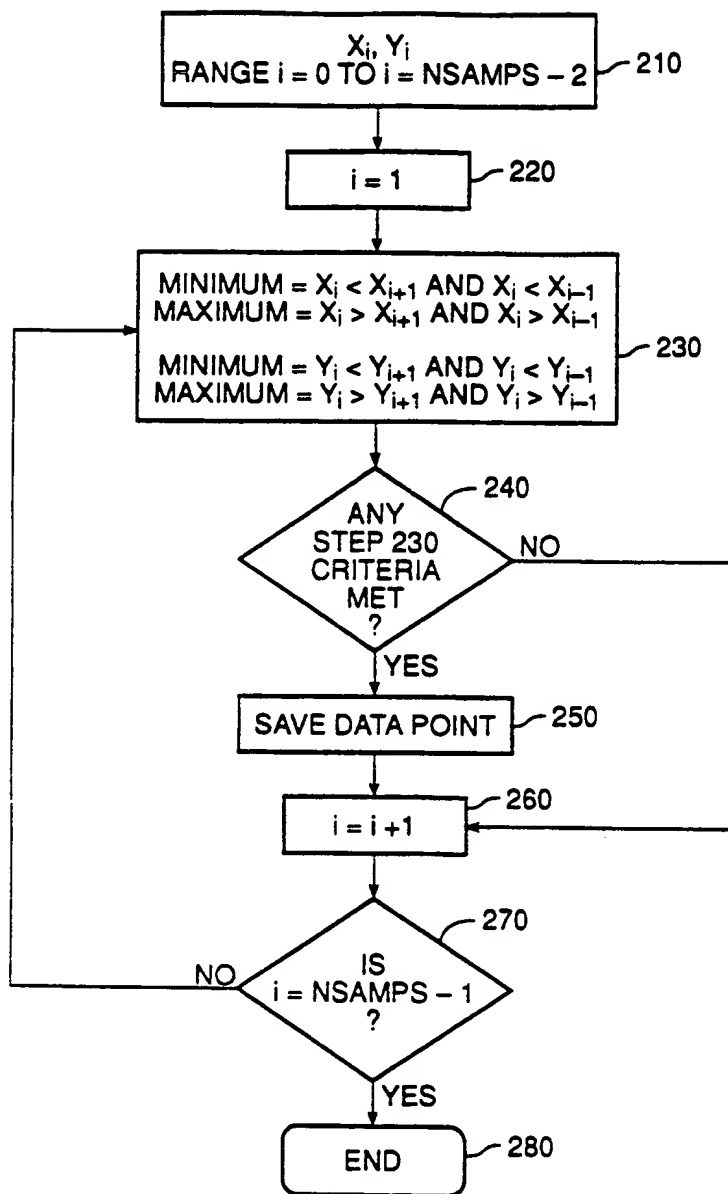 Xi, Yi
RANGE i = 0 TO i = NSAMPS – 2
210
i = 1
220
MINIMUM = Xi < Xi+1 AND Xi < Xi–1
MAXIMUM = Xi > Xi+1 AND Xi > Xi–1
MINIMUM = Yi < Yi+1 AND Yi < Yi–1
MAXIMUM = Yi > Yi+1 AND Yi > Yi–1
230
240
ANY
STEP 230
CRITERIA
MET
?
NO
YES
SAVE DATA POINT
250
260
i = i +1
270
IS
i = NSAMPS – 1
?
NO
YES
END
280